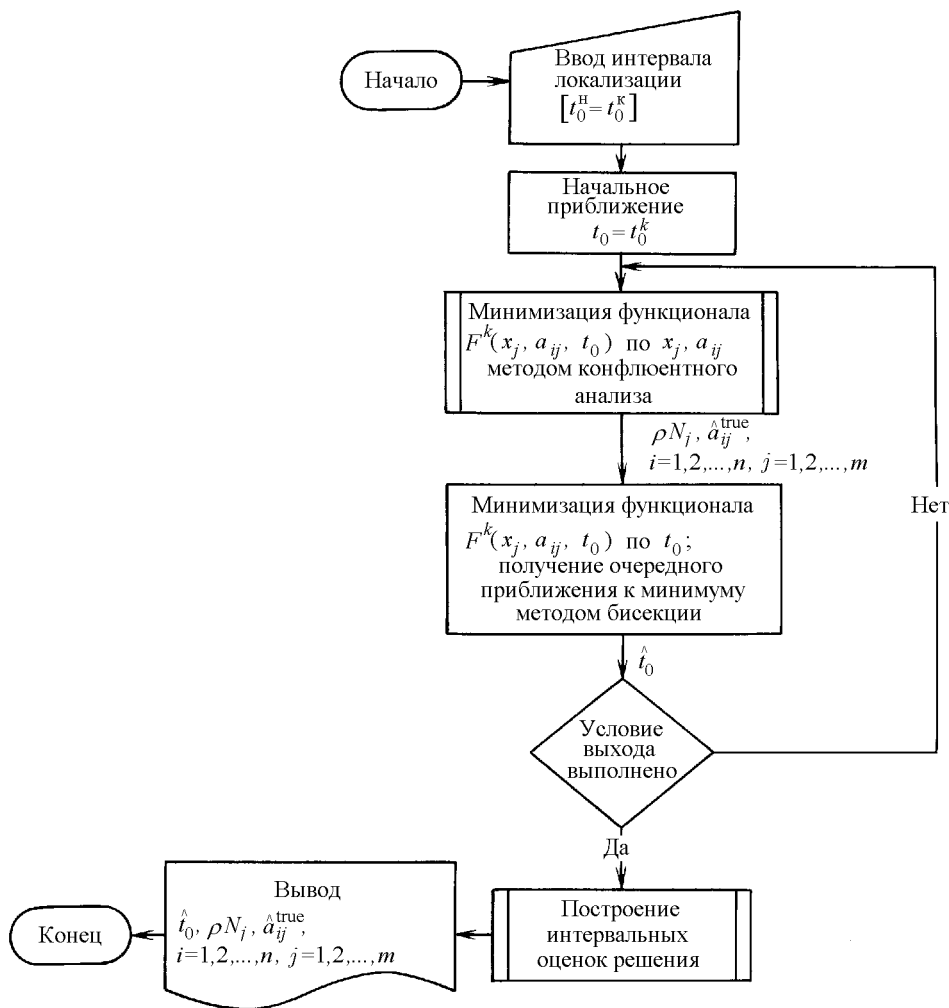 Начало
Ввод интервала
локализации
[t₀ᴴ = t₀ᴷ]
Начальное
приближение
t₀ = t₀ᵏ
Минимизация функционала
Fᵏ(xⱼ, aᵢⱼ, t₀) по xⱼ, aᵢⱼ
методом конфлюентного
анализа
ρNⱼ, âᵢⱼᵗʳᵘᵉ,
i=1,2,...,n, j=1,2,...,m
Минимизация функционала
Fᵏ(xⱼ, aᵢⱼ, t₀) по t₀;
получение очередного
приближения к минимуму
методом бисекции
Нет
t̂₀
Условие
выхода
выполнено
Да
Построение
интервальных
оценок решения
Вывод
t̂₀, ρNⱼ, âᵢⱼᵗʳᵘᵉ,
i=1,2,...,n, j=1,2,...,m
Конец